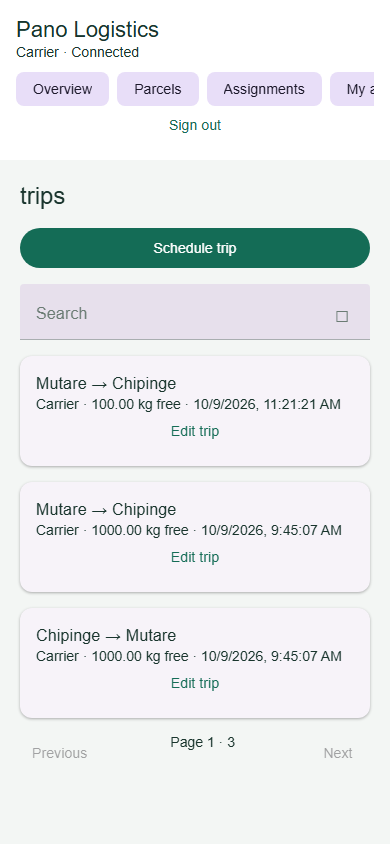 Pano Logistics
Carrier · Connected
Overview
Parcels
Assignments
My a
Sign out
trips
Schedule trip
Search
Mutare → Chipinge
Carrier · 100.00 kg free · 10/9/2026, 11:21:21 AM
Edit trip
Mutare → Chipinge
Carrier · 1000.00 kg free · 10/9/2026, 9:45:07 AM
Edit trip
Chipinge → Mutare
Carrier · 1000.00 kg free · 10/9/2026, 9:45:07 AM
Edit trip
Previous
Page 1 · 3
Next